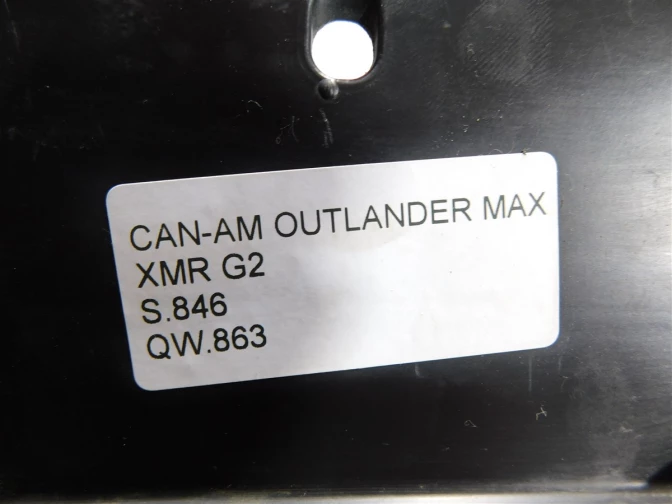 CAN-AM OUTLANDER MAX
XMR G2
S.846
QW.863